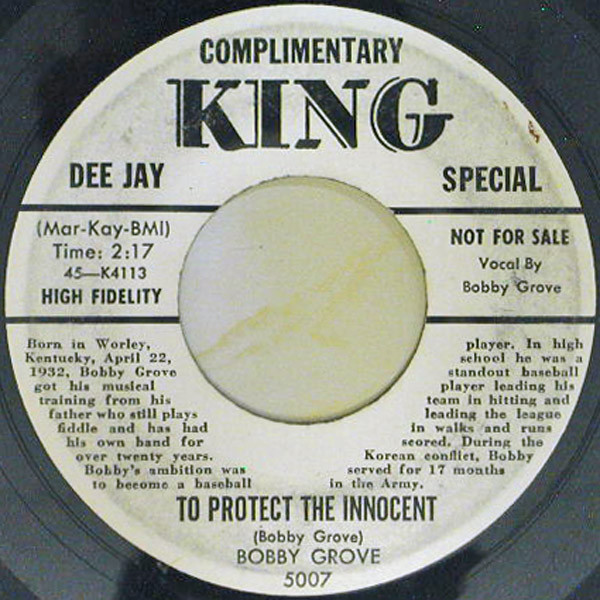 COMPLIMENTARY
KING
DEE JAY
SPECIAL
(Mar-Kay-BMI)
Time: 2:17
45—K4113
HIGH FIDELITY
NOT FOR SALE
Vocal By
Bobby Grove
Born in Worley,
Kentucky, April 22,
1932, Bobby Grove
got his musical
training from his
father who still plays
fiddle and has had
his own band for
over twenty years.
Bobby's ambition was
to become a baseball
player. In high
school he was a
standout baseball
player leading his
team in hitting and
leading the league
in walks and runs
scored. During the
Korean conflict, Bobby
served for 17 months
in the Army.
TO PROTECT THE INNOCENT
(Bobby Grove)
BOBBY GROVE
5007